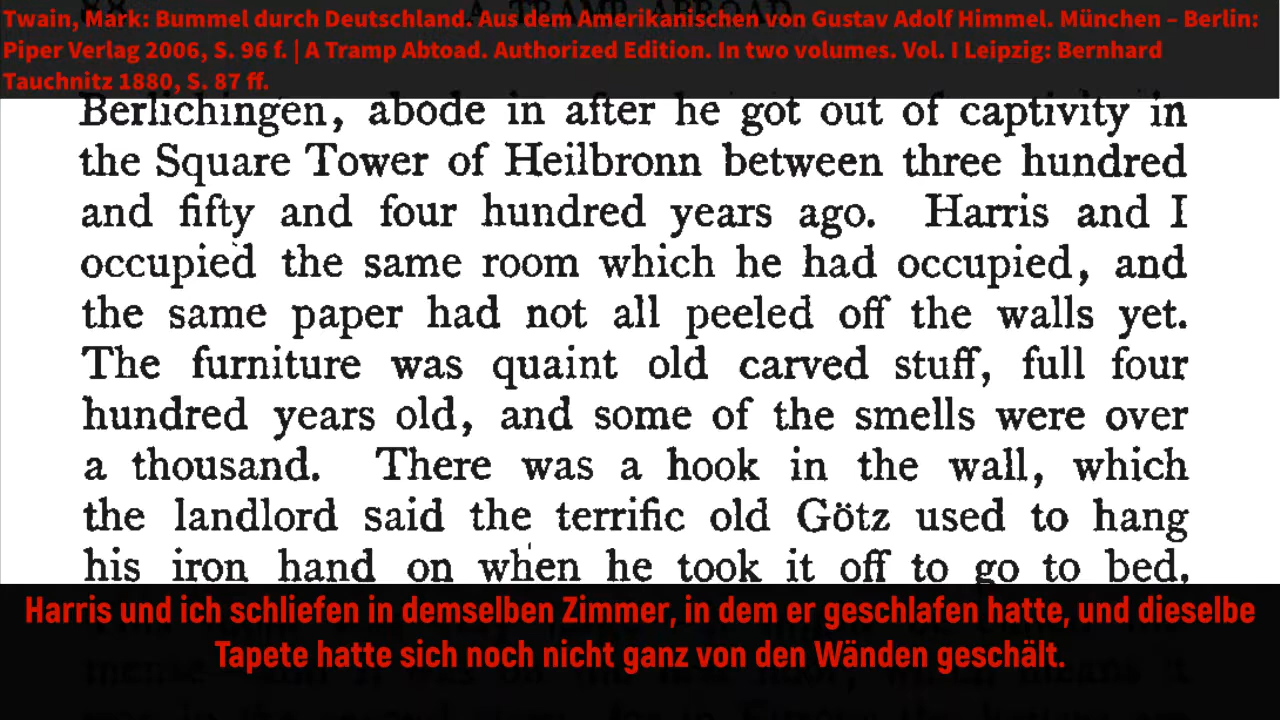 Twain, Mark: Bummel durch Deutschland. Aus dem Amerikanischen von Gustav Adolf Himmel. München – Berlin:
Piper Verlag 2006, S. 96 f. | A Tramp Abtoad. Authorized Edition. In two volumes. Vol. I Leipzig: Bernhard
Tauchnitz 1880, S. 87 ff.
Berlichingen, abode in after he got out of captivity in
the Square Tower of Heilbronn between three hundred
and fifty and four hundred years ago. Harris and I
occupied the same room which he had occupied, and
the same paper had not all peeled off the walls yet.
The furniture was quaint old carved stuff, full four
hundred years old, and some of the smells were over
a thousand. There was a hook in the wall, which
the landlord said the terrific old Götz used to hang
his iron hand on when he took it off to go to bed.
Harris und ich schliefen in demselben Zimmer, in dem er geschlafen hatte, und dieselbe
Tapete hatte sich noch nicht ganz von den Wänden geschält.